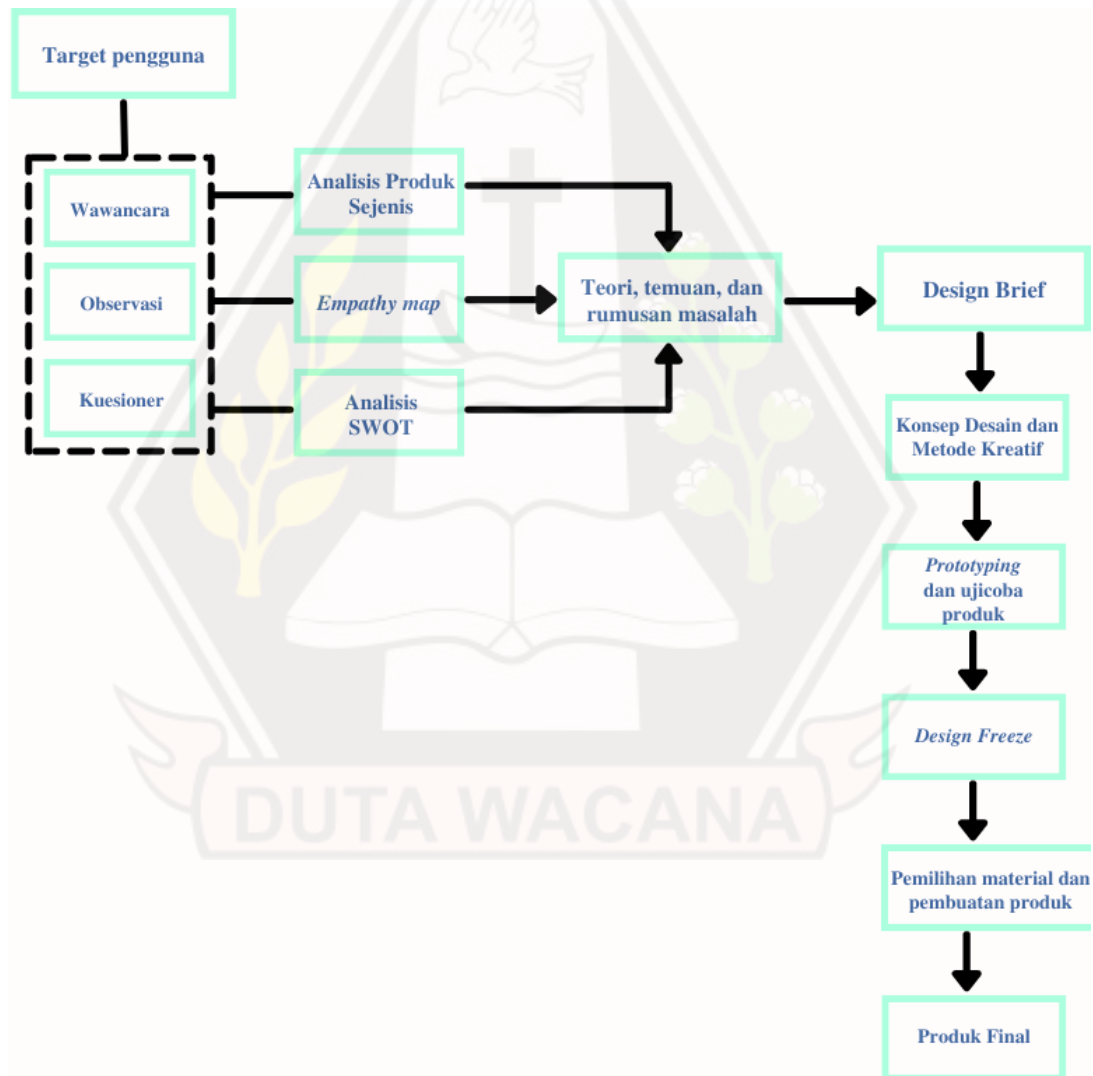 Target pengguna
Wawancara
Observasi
Kuesioner
Analisis Produk
Sejenis
Empathy map
Analisis
SWOT
Teori, temuan, dan
rumusan masalah
Design Brief
Konsep Desain dan
Metode Kreatif
Prototyping
dan ujicoba
produk
Design Freeze
Pemilihan material dan
pembuatan produk
Produk Final
DUTA WACANA